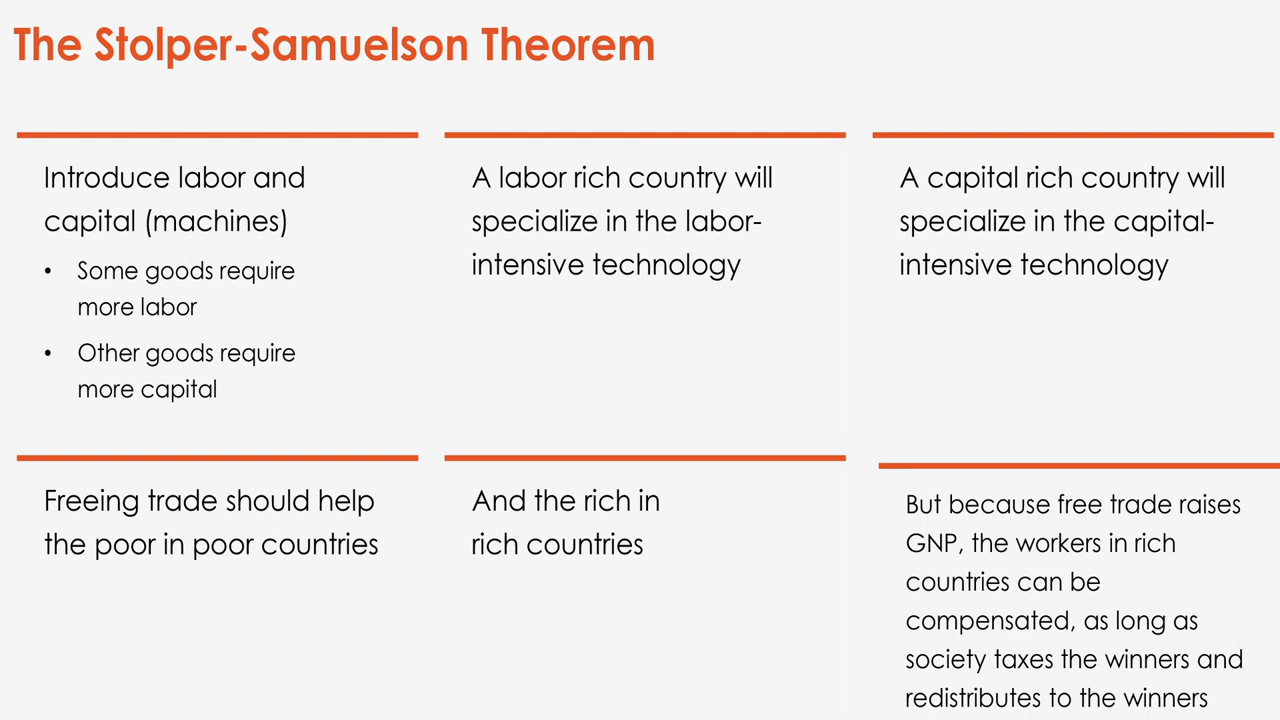 The Stolper-Samuelson Theorem
Introduce labor and
capital (machines)
• Some goods require
more labor
• Other goods require
more capital
A labor rich country will
specialize in the labor-
intensive technology
A capital rich country will
specialize in the capital-
intensive technology
Freeing trade should help
the poor in poor countries
And the rich in
rich countries
But because free trade raises
GNP, the workers in rich
countries can be
compensated, as long as
society taxes the winners and
redistributes to the winners